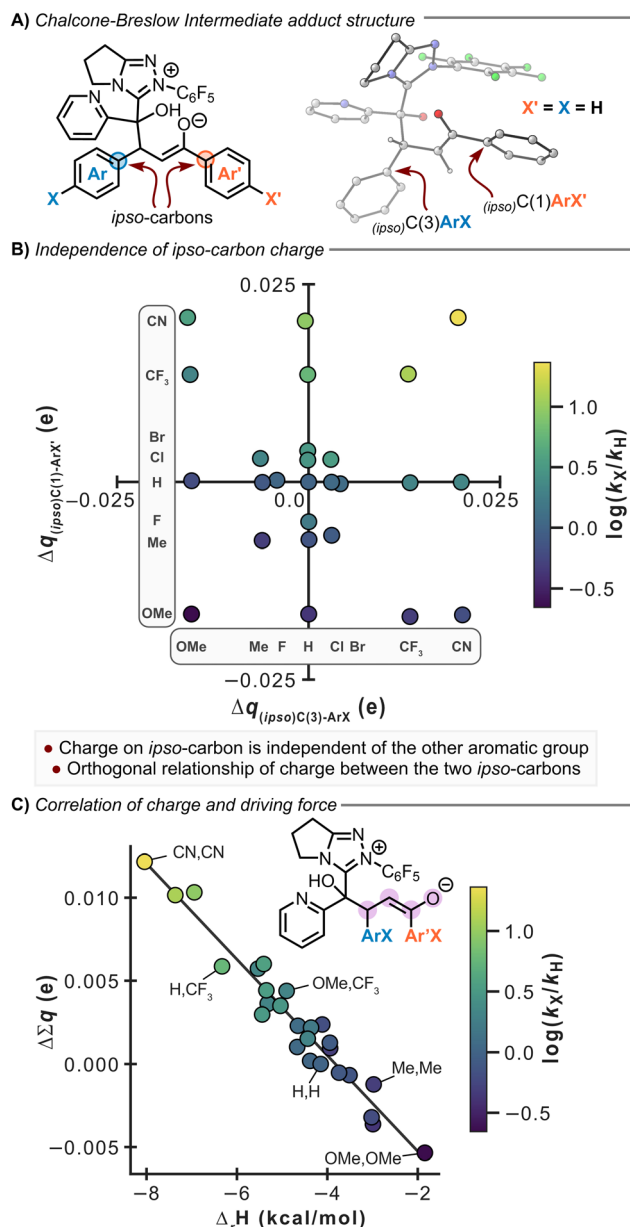 A) Chalcone-Breslow Intermediate adduct structure
N
N
N
⊕
N
C6F5
OH
N
O
⊖
Ar
Ar'
X
X'
ipso-carbons
X' = X = H
(ipso)C(3)ArX
(ipso)C(1)ArX'
B) Independence of ipso-carbon charge
0.025
CN
CF3
Br
Cl
H
F
Me
OMe
Δq(ipso)C(1)-ArX' (e)
-0.025
0.0
0.025
OMe Me F H Cl Br CF3 CN
-0.025
Δq(ipso)C(3)-ArX (e)
1.0
0.5
0.0
−0.5
log(kX/kH)
• Charge on ipso-carbon is independent of the other aromatic group
• Orthogonal relationship of charge between the two ipso-carbons
C) Correlation of charge and driving force
CN,CN
H,CF3
OMe,CF3
H,H
Me,Me
OMe,OMe
N
N
N
⊕
C6F5
HO
N
O
⊖
ArX
Ar'X
0.010
0.005
0.000
−0.005
ΔΣq (e)
−8 −6 −4 −2
ΔrH (kcal/mol)
1.0
0.5
0.0
−0.5
log(kX/kH)